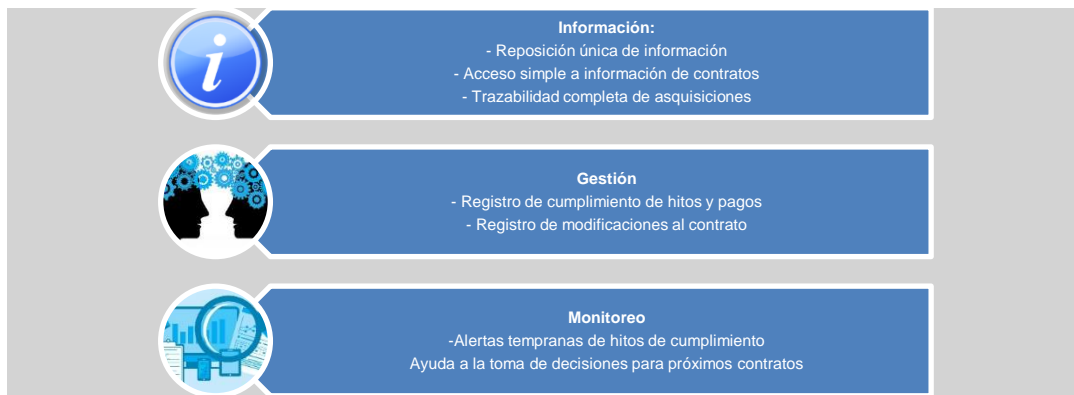 Información:
- Reposición única de información
- Acceso simple a información de contratos
- Trazabilidad completa de asquisiciones
Gestión
- Registro de cumplimiento de hitos y pagos
- Registro de modificaciones al contrato
Monitoreo
-Alertas tempranas de hitos de cumplimiento
Ayuda a la toma de decisiones para próximos contratos